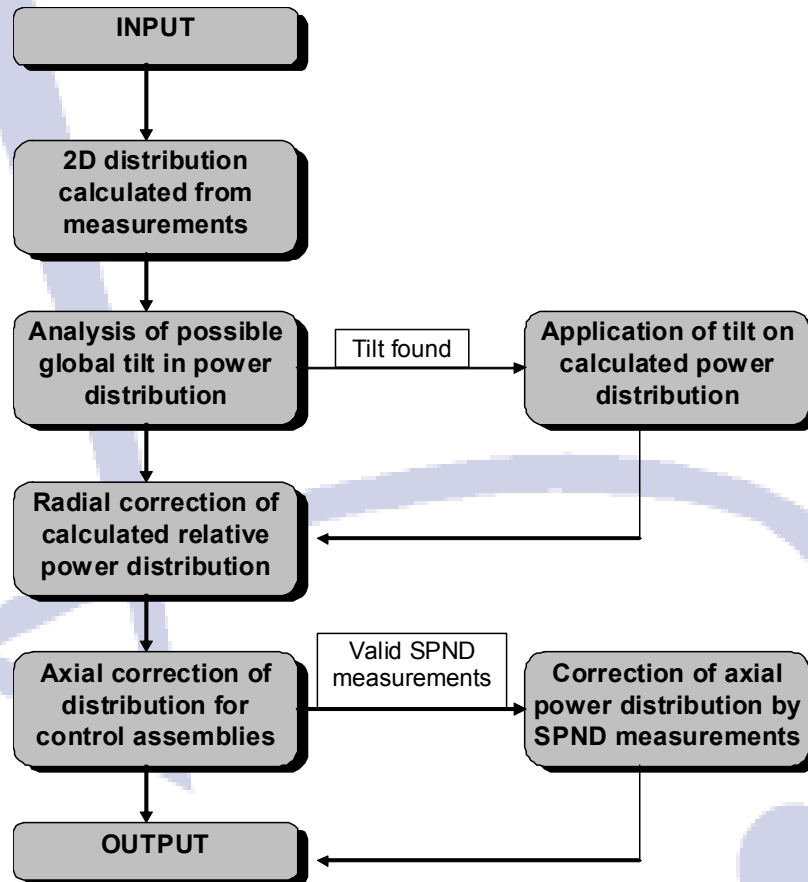 INPUT
2D distribution
calculated from
measurements
Analysis of possible
global tilt in power
distribution
Tilt found
Application of tilt on
calculated power
distribution
Radial correction of
calculated relative
power distribution
Axial correction of
distribution for
control assemblies
Valid SPND
measurements
Correction of axial
power distribution by
SPND measurements
OUTPUT